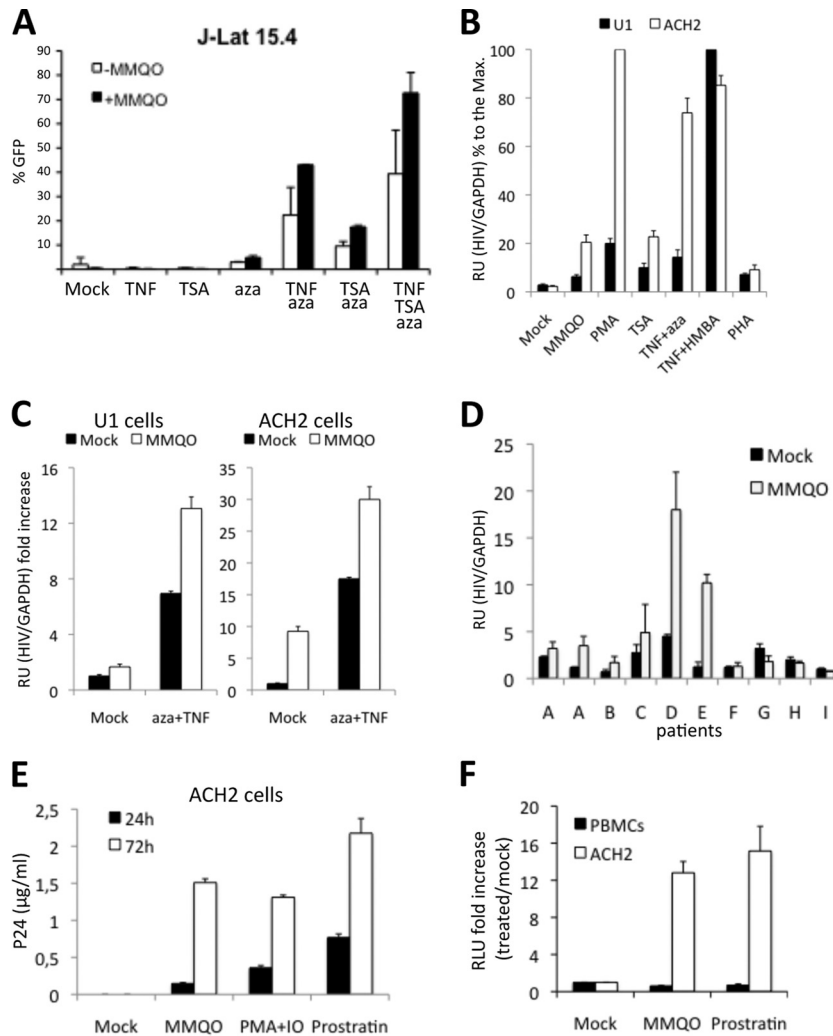 A
J-Lat 15.4
-MMQO
+MMQO
% GFP
90
80
70
60
50
40
30
20
10
Mock TNF TSA aza TNF TSA TNF
aza aza TSA
aza
B
U1 ACH2
RU (HIV/GAPDH) % to the Max.
100
80
60
40
20
0
Mock
MMQO
PMA
TSA
TNF+aza
TNF+HMBA
PHA
C
U1 cells
Mock MMQO
RU (HIV/GAPDH) fold increase
16
12
8
4
0
Mock aza+TNF
ACH2 cells
Mock MMQO
35
30
25
20
15
10
5
0
Mock aza+TNF
D
Mock
MMQO
RU (HIV/GAPDH)
25
20
15
10
5
0
A A B C D E F G H I
patients
E
ACH2 cells
24h
72h
P24 (µg/ml)
2,5
2
1,5
1
0,5
0
Mock MMQO PMA+IO Prostratin
F
PBMCs
ACH2
RLU fold increase
(treated/mock)
20
16
12
8
4
0
Mock MMQO Prostratin